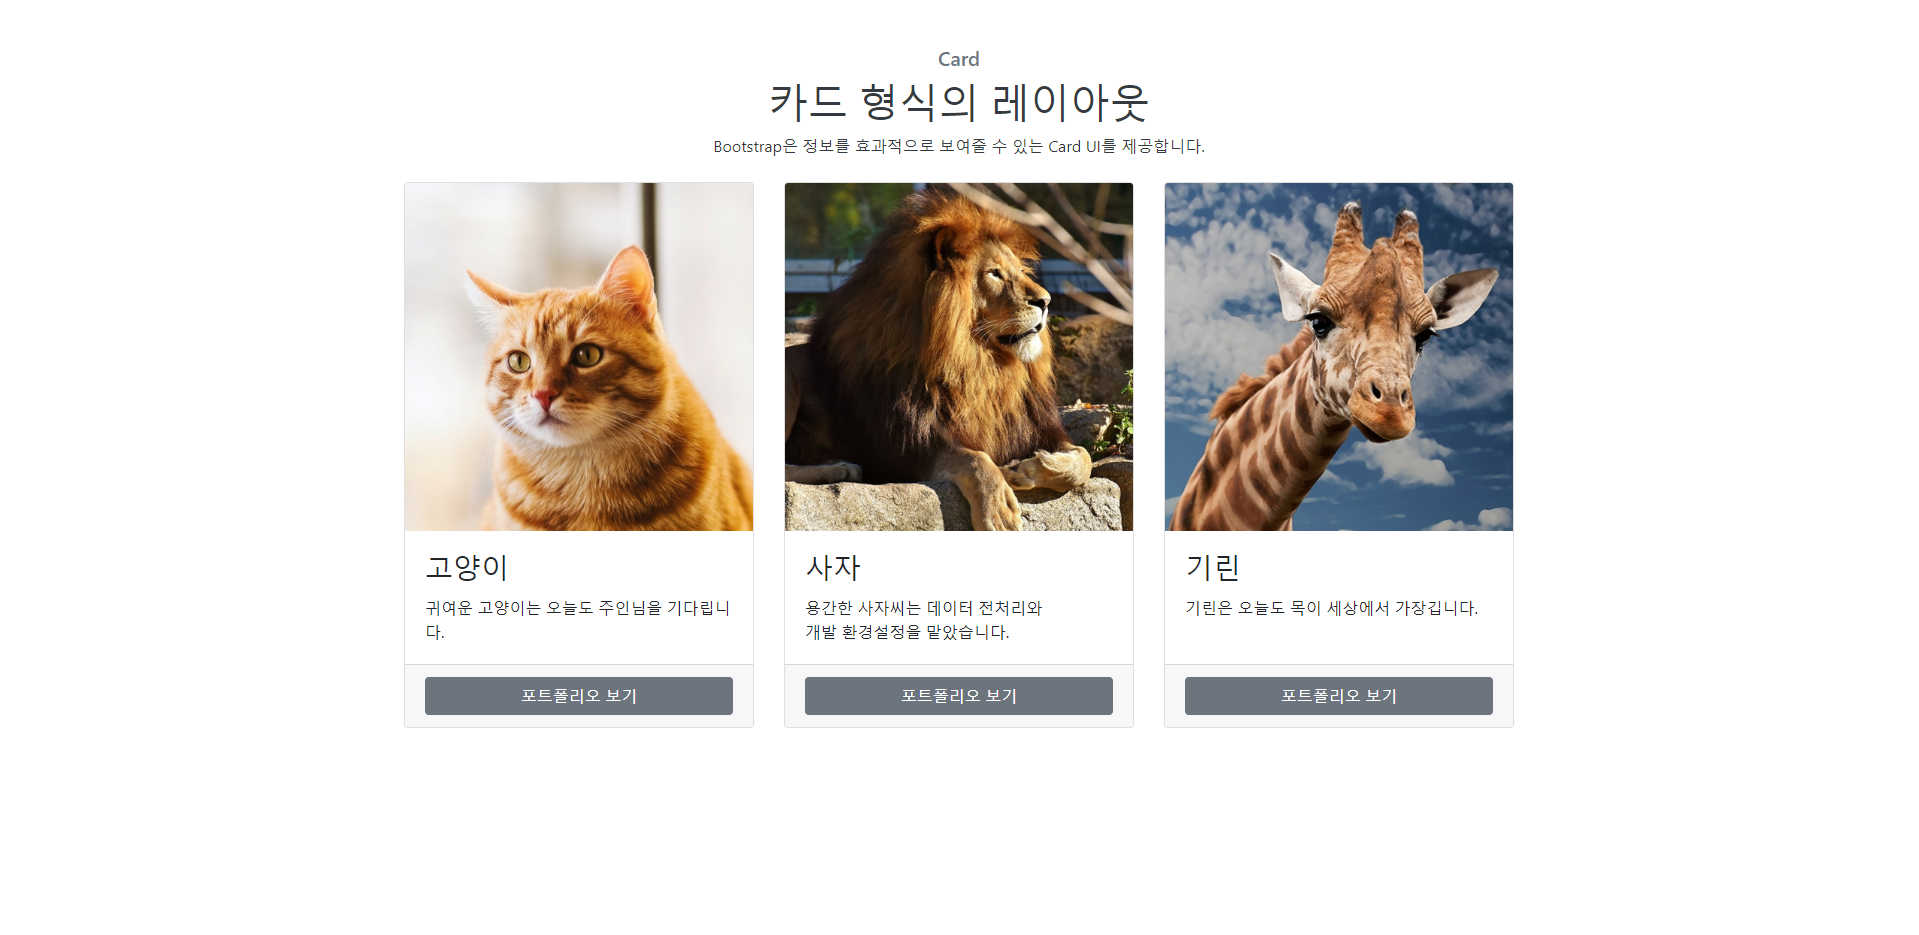 Card
카드 형식의 레이아웃
Bootstrap은 정보를 효과적으로 보여줄 수 있는 Card UI를 제공합니다.
고양이
귀여운 고양이는 오늘도 주인님을 기다립니
다.
포트폴리오 보기
사자
용간한 사자씨는 데이터 전처리와
개발 환경설정을 맡았습니다.
포트폴리오 보기
기린
기린은 오늘도 목이 세상에서 가장깁니다.
포트폴리오 보기